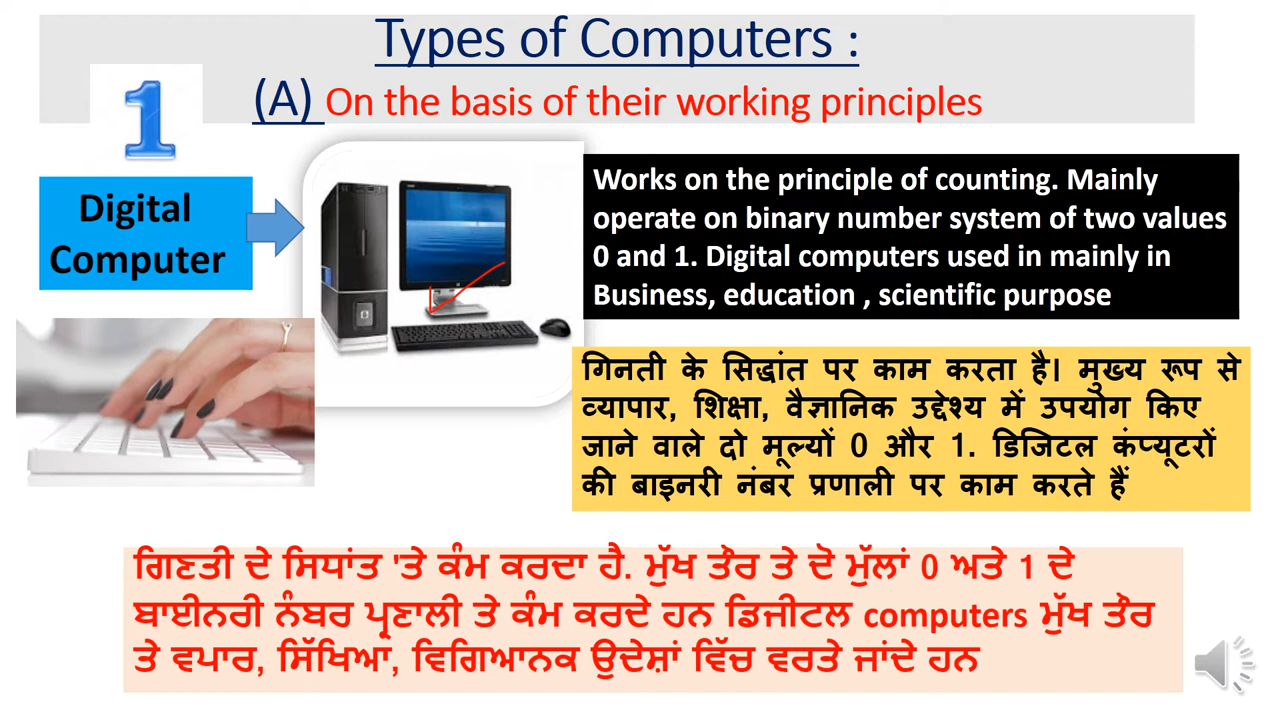 Types of Computers :
(A) On the basis of their working principles
1
Digital
Computer
Works on the principle of counting. Mainly
operate on binary number system of two values
0 and 1. Digital computers used in mainly in
Business, education , scientific purpose
गिनती के सिद्धांत पर काम करता है। मुख्य रूप से
व्यापार, शिक्षा, वैज्ञानिक उद्देश्य में उपयोग किए
जाने वाले दो मूल्यों 0 और 1. डिजिटल कंप्यूटरों
की बाइनरी नंबर प्रणाली पर काम करते हैं
ਗਿਣਤੀ ਦੇ ਸਿਧਾਂਤ 'ਤੇ ਕੰਮ ਕਰਦਾ ਹੈ. ਮੁੱਖ ਤੌਰ ਤੇ ਦੋ ਮੁੱਲਾਂ 0 ਅਤੇ 1 ਦੇ
ਬਾਈਨਰੀ ਨੰਬਰ ਪ੍ਰਣਾਲੀ ਤੇ ਕੰਮ ਕਰਦੇ ਹਨ ਡਿਜੀਟਲ computers ਮੁੱਖ ਤੌਰ
ਤੇ ਵਪਾਰ, ਸਿੱਖਿਆ, ਵਿਗਿਆਨਕ ਉਦੇਸ਼ਾਂ ਵਿੱਚ ਵਰਤੇ ਜਾਂਦੇ ਹਨ